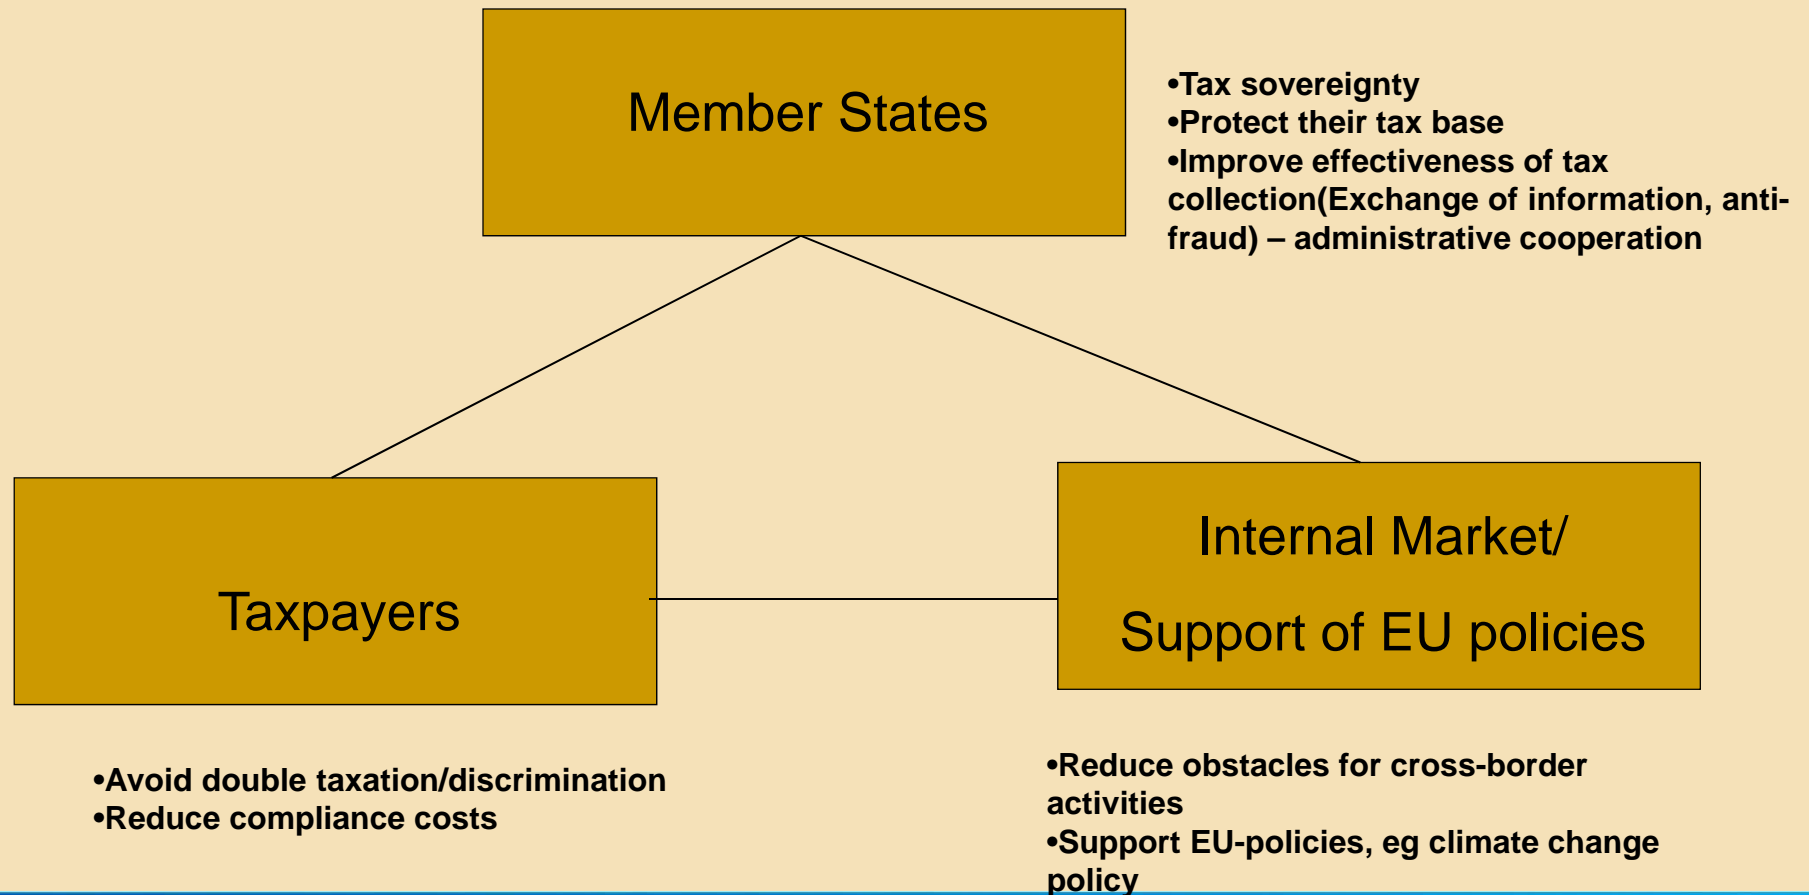 Member States
•Tax sovereignty
•Protect their tax base
•Improve effectiveness of tax
collection(Exchange of information, anti-
fraud) – administrative cooperation
Taxpayers
Internal Market/
Support of EU policies
•Avoid double taxation/discrimination
•Reduce compliance costs
•Reduce obstacles for cross-border
activities
•Support EU-policies, eg climate change
policy